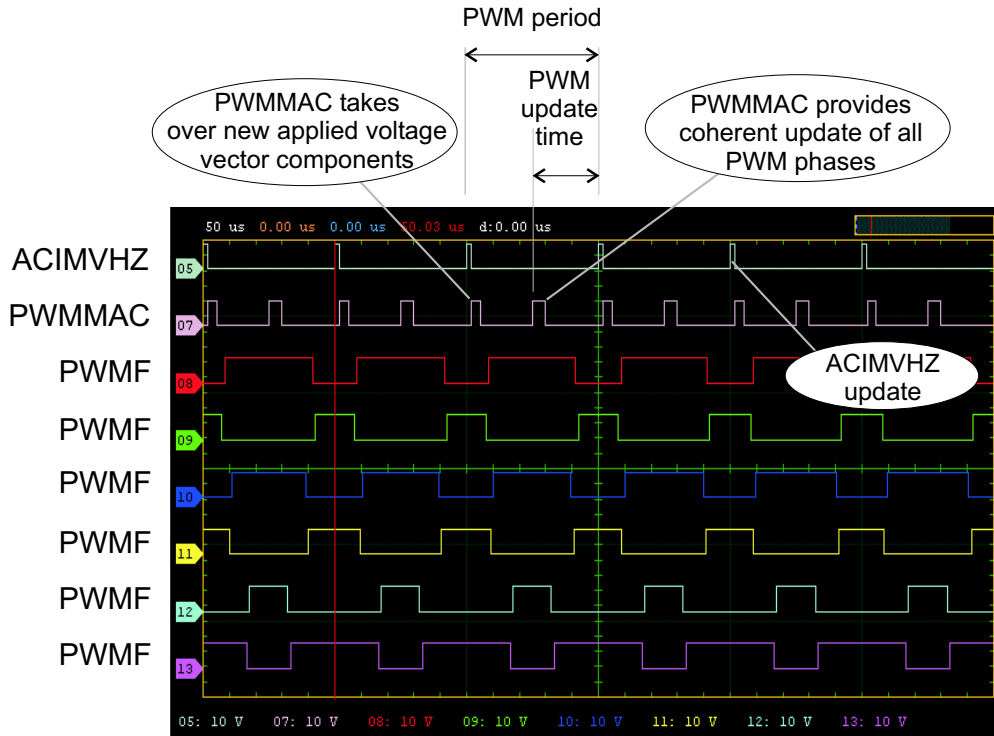 PWM period
PWMMAC takes
over new applied voltage
vector components
PWM
update
time
PWMMAC provides
coherent update of all
PWM phases
50 us 0.00 us 0.00 us 50.03 us d:0.00 us
ACIMVHZ
05
PWMMAC
07
PWMF
08
ACIMVHZ
update
PWMF
09
PWMF
10
PWMF
11
PWMF
12
PWMF
13
05: 10 V 07: 10 V 08: 10 V 09: 10 V 10: 10 V 11: 10 V 12: 10 V 13: 10 V